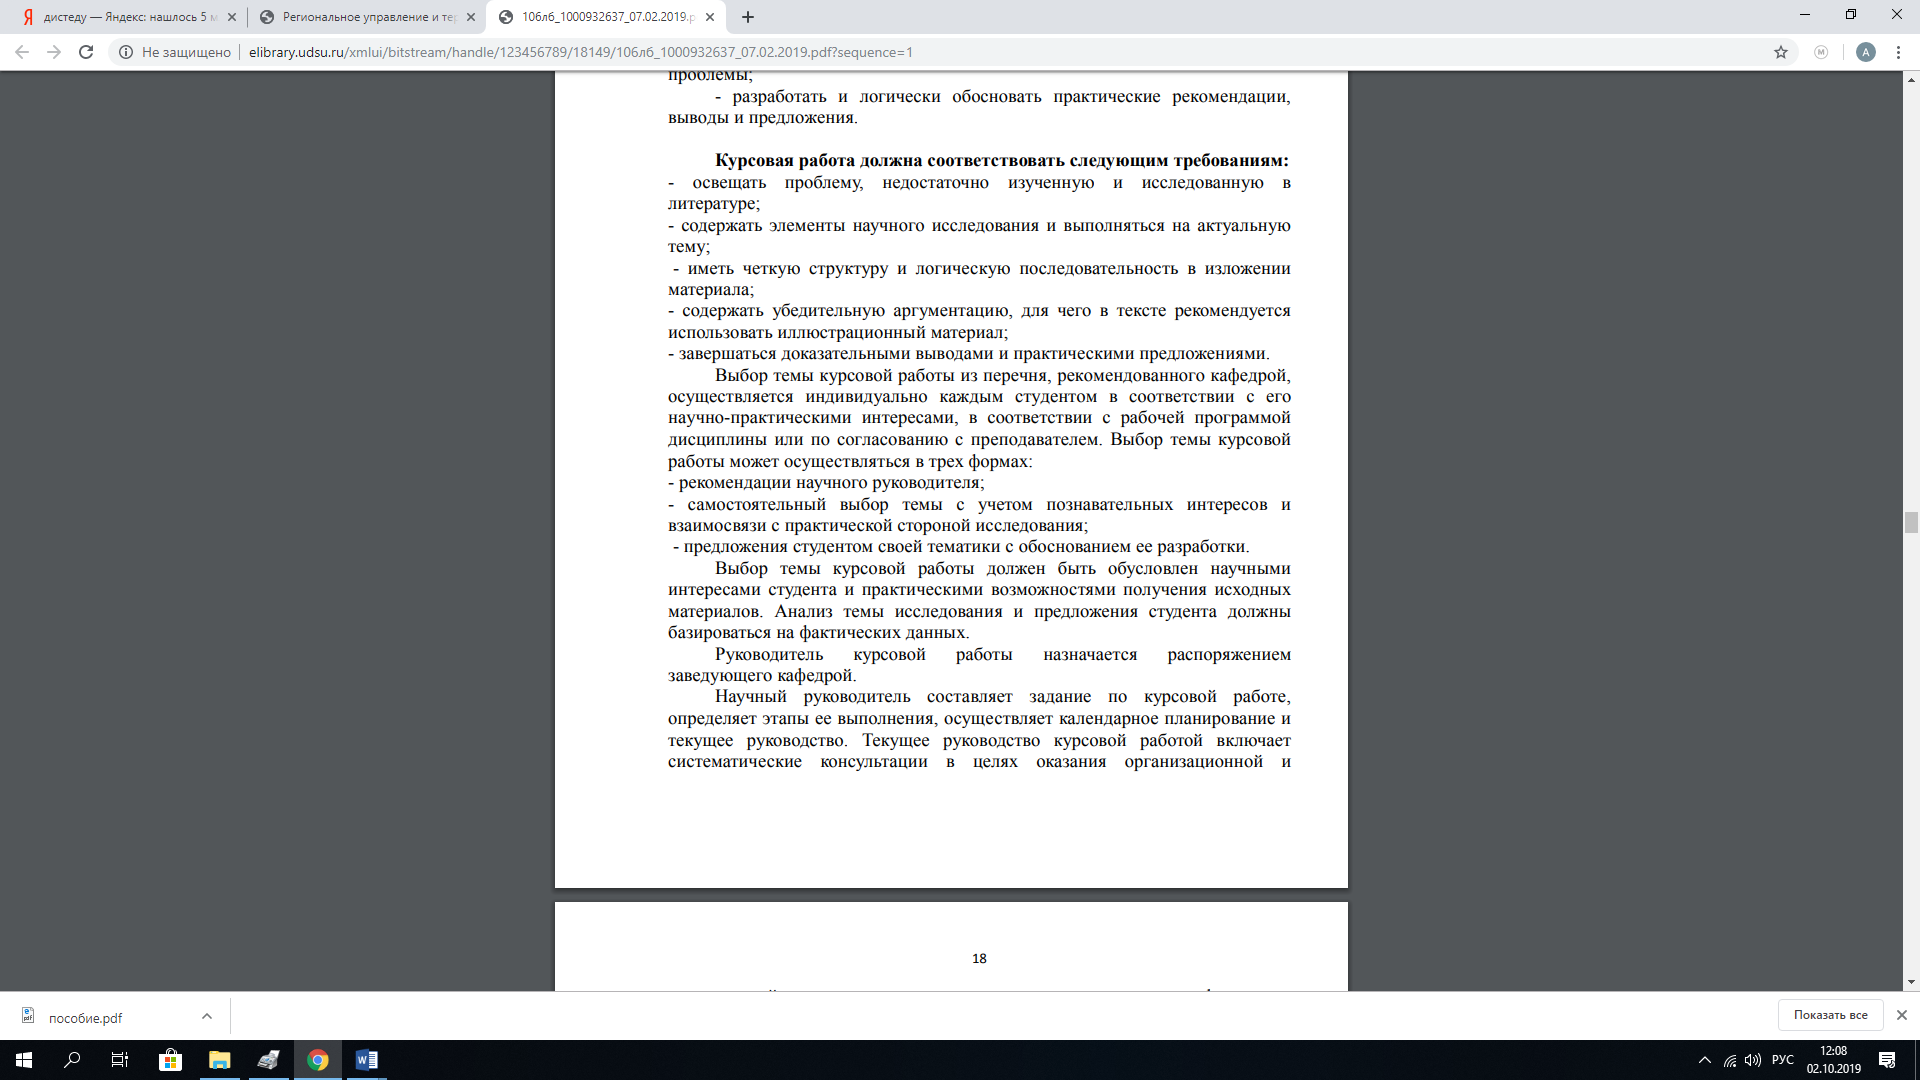 дистеду — Яндекс: нашлось 5 м
Региональное управление и тер
106лб_1000932637_07.02.2019.p
Не защищено
elibrary.udsu.ru/xmlui/bitstream/handle/123456789/18149/106лб_1000932637_07.02.2019.pdf?sequence=1
проблемы;
- разработать и логически обосновать практические рекомендации,
выводы и предложения.
Курсовая работа должна соответствовать следующим требованиям:
- освещать проблему, недостаточно изученную и исследованную в
литературе;
- содержать элементы научного исследования и выполняться на актуальную
тему;
- иметь четкую структуру и логическую последовательность в изложении
материала;
- содержать убедительную аргументацию, для чего в тексте рекомендуется
использовать иллюстрационный материал;
- завершаться доказательными выводами и практическими предложениями.
Выбор темы курсовой работы из перечня, рекомендованного кафедрой,
осуществляется индивидуально каждым студентом в соответствии с его
научно-практическими интересами, в соответствии с рабочей программой
дисциплины или по согласованию с преподавателем. Выбор темы курсовой
работы может осуществляться в трех формах:
- рекомендации научного руководителя;
- самостоятельный выбор темы с учетом познавательных интересов и
взаимосвязи с практической стороной исследования;
- предложения студентом своей тематики с обоснованием ее разработки.
Выбор темы курсовой работы должен быть обусловлен научными
интересами студента и практическими возможностями получения исходных
материалов. Анализ темы исследования и предложения студента должны
базироваться на фактических данных.
Руководитель курсовой работы назначается распоряжением
заведующего кафедрой.
Научный руководитель составляет задание по курсовой работе,
определяет этапы ее выполнения, осуществляет календарное планирование и
текущее руководство. Текущее руководство курсовой работой включает
систематические консультации в целях оказания организационной и
18
пособие.pdf
Показать все
РУС
12:08
02.10.2019